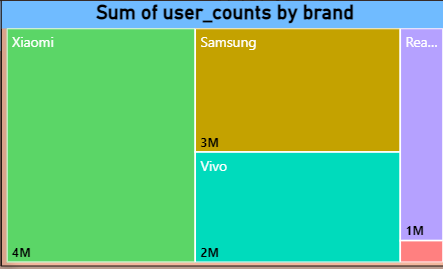 Sum of user_counts by brand
Xiaomi
4M
Samsung
3M
Vivo
2M
Rea...
1M